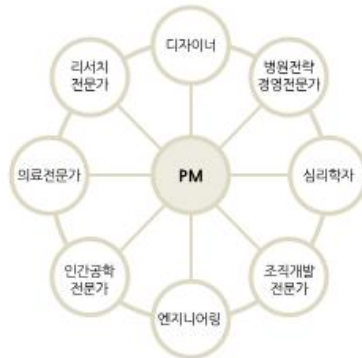 디자이너
병원전략
경영전문가
심리학자
조직개발
전문가
엔지니어링
인간공학
전문가
의료전문가
리서치
전문가
PM